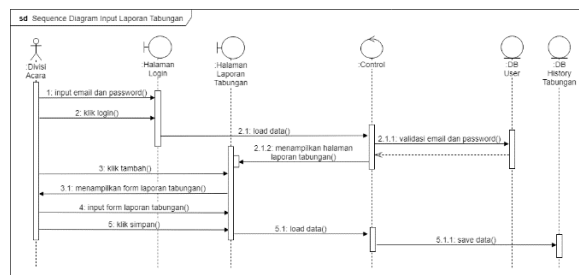 sd Sequence Diagram Input Laporan Tabungan
:Divisi
Acara
:Halaman
Login
:Halaman
Laporan
Tabungan
:Control
:DB
User
:DB
History
Tabungan
1: input email dan password()
2: klik login()
2.1: load data()
2.1.1: validasi email dan password()
2.1.2: menampilkan halaman
laporan tabungan()
3: klik tambah()
3.1: menampilkan form laporan tabungan()
4: input form laporan tabungan()
5: klik simpan()
5.1: load data()
5.1.1: save data()